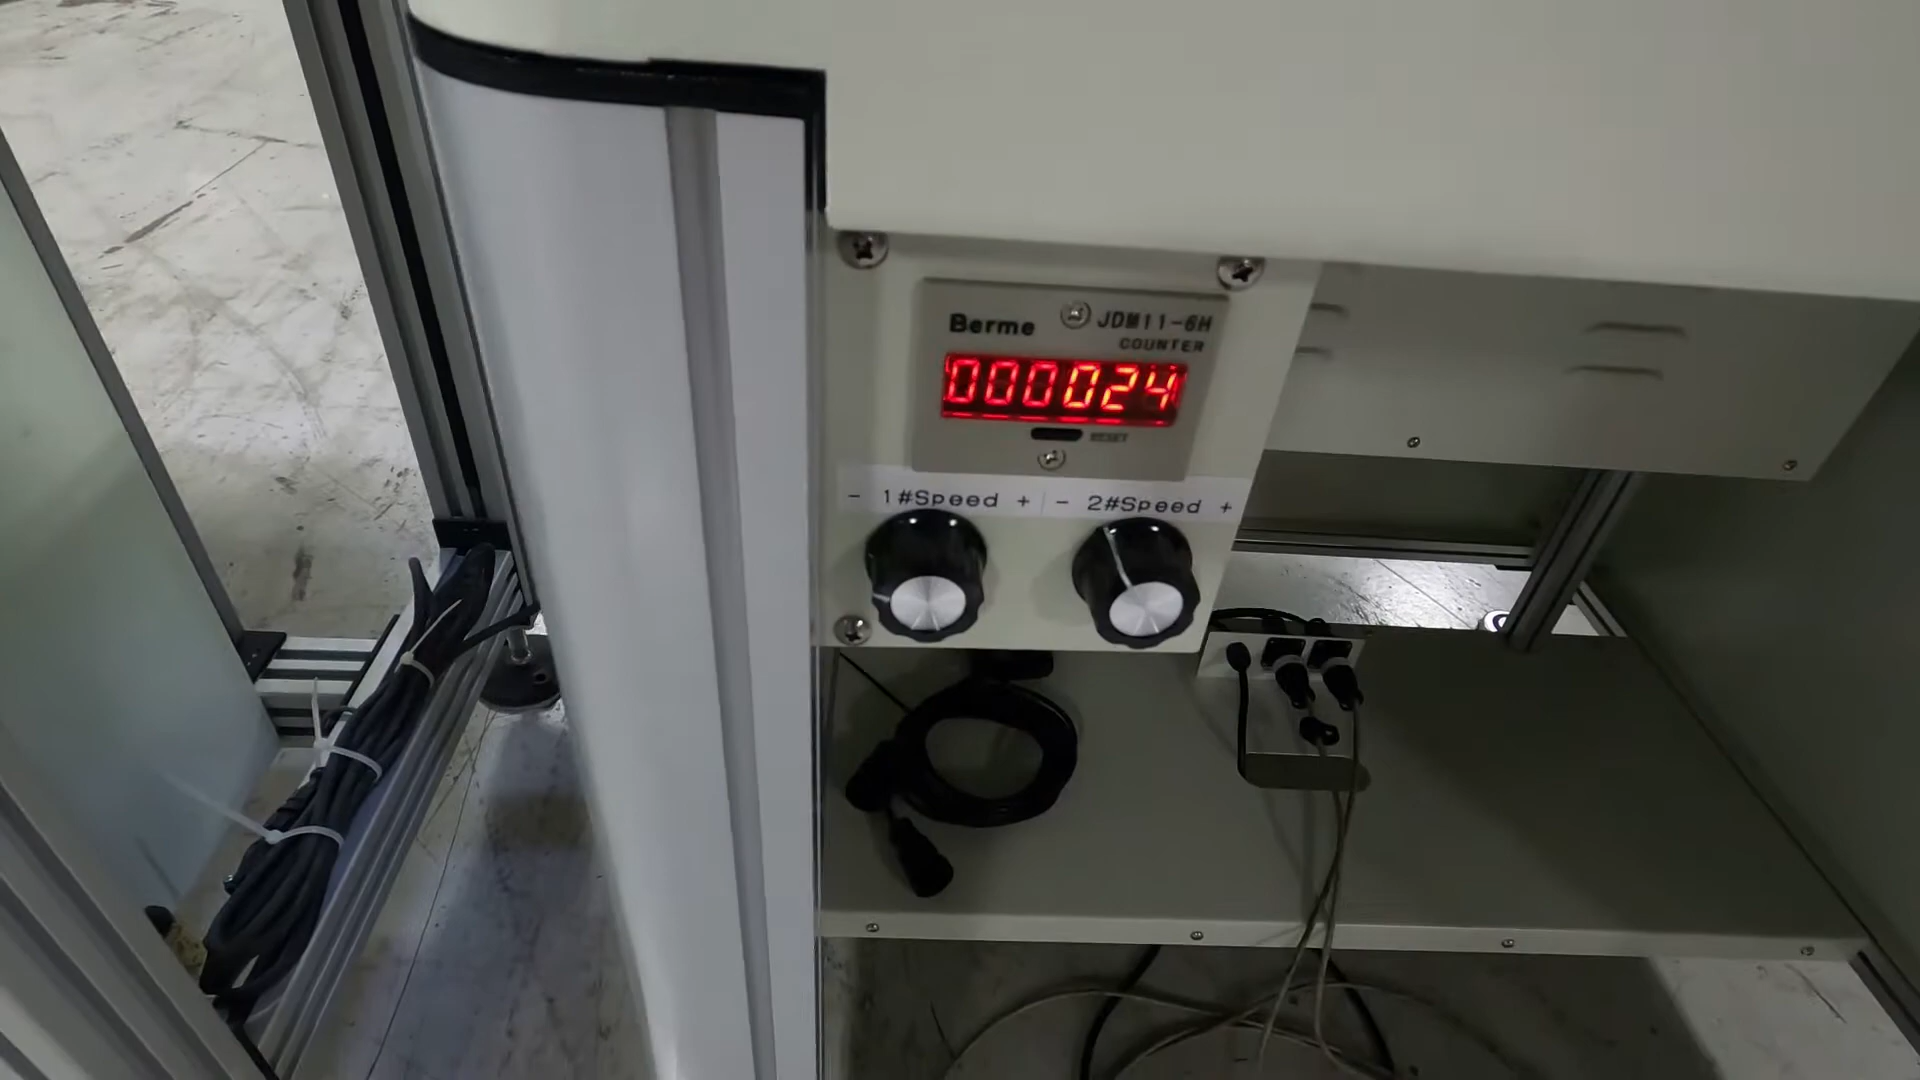 Berme
JDM11-6H
COUNTER
000024
RESET
- 1#Speed + - 2#Speed +